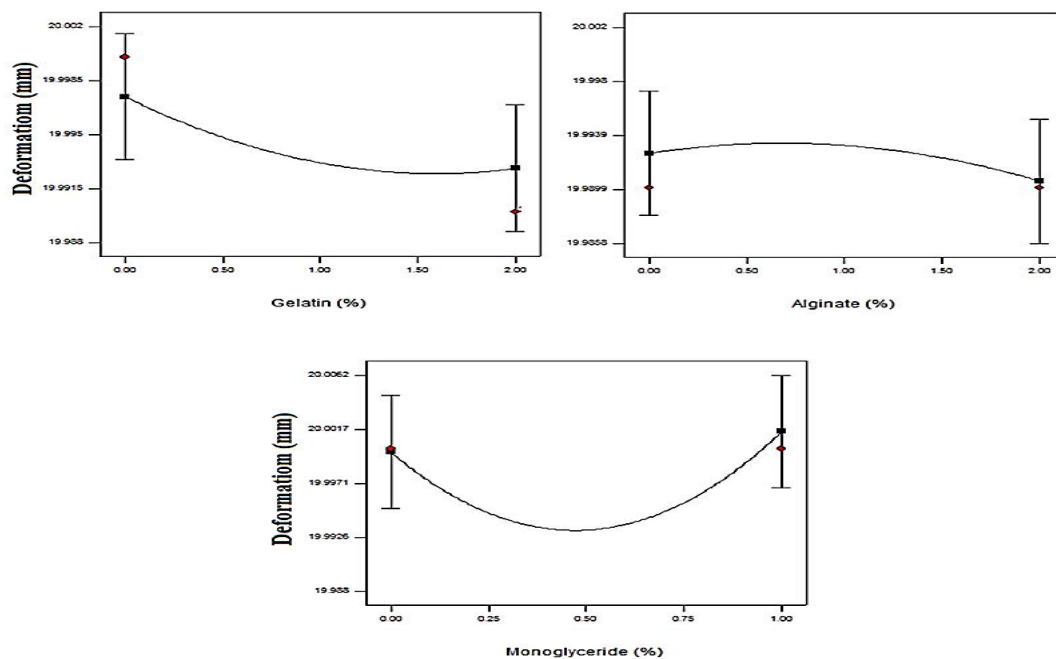 20.002
19.9985
19.995
19.9915
19.988
Deformatiom (mm)
0.00 0.50 1.00 1.50 2.00
Gelatin (%)
20.002
19.998
19.9939
19.9899
19.9858
0.00 0.50 1.00 1.50 2.00
Alginate (%)
20.0062
20.0017
19.9971
19.9926
19.988
Deformatiom (mm)
0.00 0.25 0.50 0.75 1.00
Monoglyceride (%)